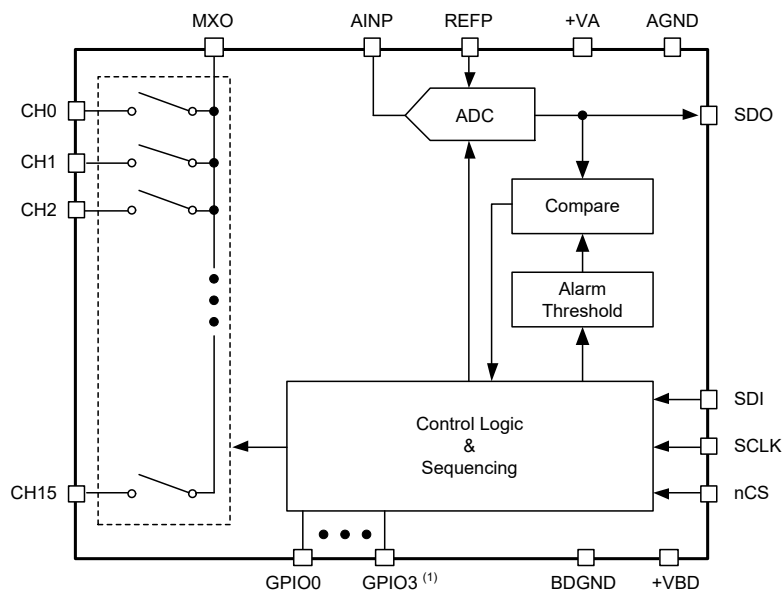 MXO
AINP
REFP
+VA
AGND
CH0
ADC
SDO
CH1
CH2
Compare
Alarm
Threshold
Control Logic
&
Sequencing
SDI
SCLK
nCS
CH15
GPIO0
GPIO3 (1)
BDGND
+VBD